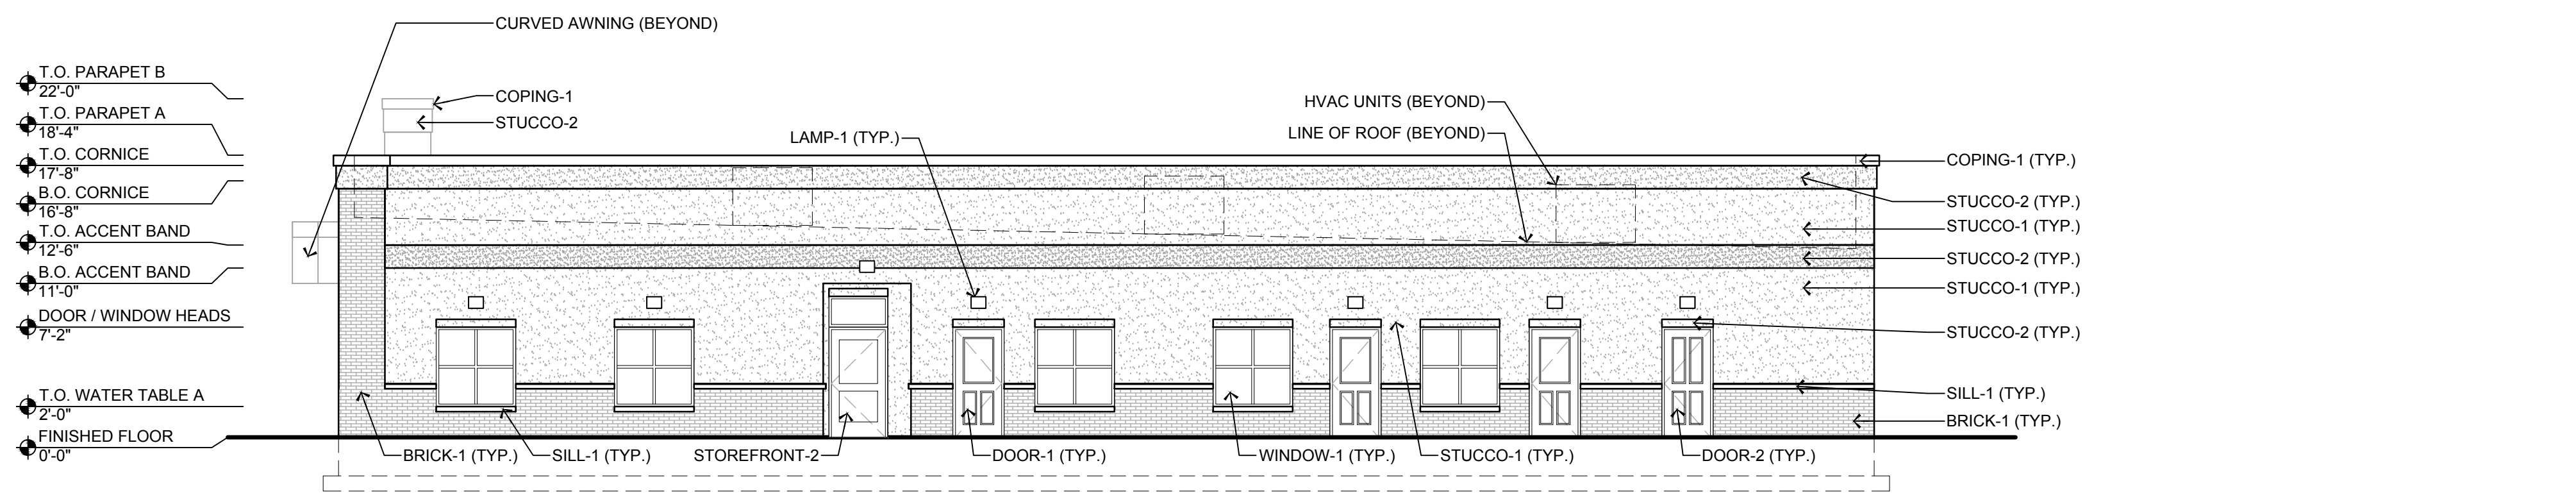 CURVED AWNING (BEYOND)
T.O. PARAPET B
22'-0"
T.O. PARAPET A
18'-4"
T.O. CORNICE
17'-8"
B.O. CORNICE
16'-8"
T.O. ACCENT BAND
12'-6"
B.O. ACCENT BAND
11'-0"
DOOR / WINDOW HEADS
7'-2"
T.O. WATER TABLE A
2'-0"
FINISHED FLOOR
0'-0"
COPING-1
STUCCO-2
LAMP-1 (TYP.)
HVAC UNITS (BEYOND)
LINE OF ROOF (BEYOND)
COPING-1 (TYP.)
STUCCO-2 (TYP.)
STUCCO-1 (TYP.)
STUCCO-2 (TYP.)
STUCCO-1 (TYP.)
STUCCO-2 (TYP.)
SILL-1 (TYP.)
BRICK-1 (TYP.)
BRICK-1 (TYP.)
SILL-1 (TYP.)
STOREFRONT-2
DOOR-1 (TYP.)
WINDOW-1 (TYP.)
STUCCO-1 (TYP.)
DOOR-2 (TYP.)